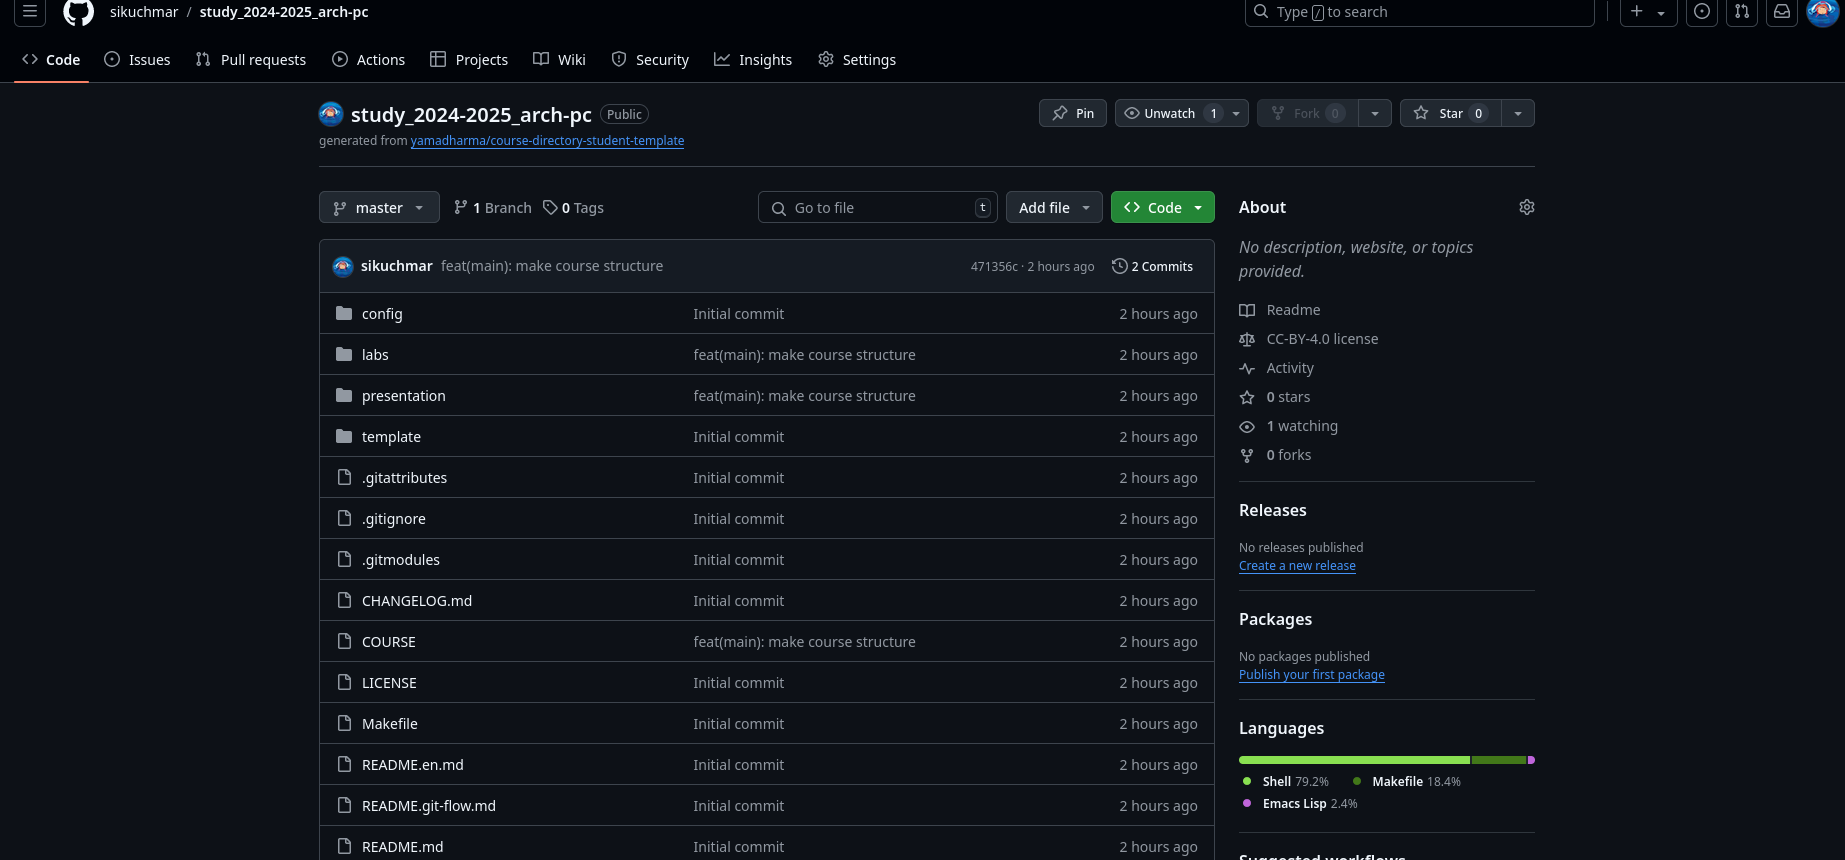 sikuchmar / study_2024-2025_arch-pc
Type / to search
Code Issues Pull requests Actions Projects Wiki Security Insights Settings
study_2024-2025_arch-pc Public
Pin Unwatch 1 Fork 0 Star 0
generated from yamadharma/course-directory-student-template
master 1 Branch 0 Tags
Go to file t Add file Code
sikuchmar feat(main): make course structure 471356c · 2 hours ago 2 Commits
config Initial commit 2 hours ago
labs feat(main): make course structure 2 hours ago
presentation feat(main): make course structure 2 hours ago
template Initial commit 2 hours ago
.gitattributes Initial commit 2 hours ago
.gitignore Initial commit 2 hours ago
.gitmodules Initial commit 2 hours ago
CHANGELOG.md Initial commit 2 hours ago
COURSE feat(main): make course structure 2 hours ago
LICENSE Initial commit 2 hours ago
Makefile Initial commit 2 hours ago
README.en.md Initial commit 2 hours ago
README.git-flow.md Initial commit 2 hours ago
README.md Initial commit 2 hours ago
About
No description, website, or topics
provided.
Readme
CC-BY-4.0 license
Activity
0 stars
1 watching
0 forks
Releases
No releases published
Create a new release
Packages
No packages published
Publish your first package
Languages
Shell 79.2% Makefile 18.4%
Emacs Lisp 2.4%
Suggested workflows